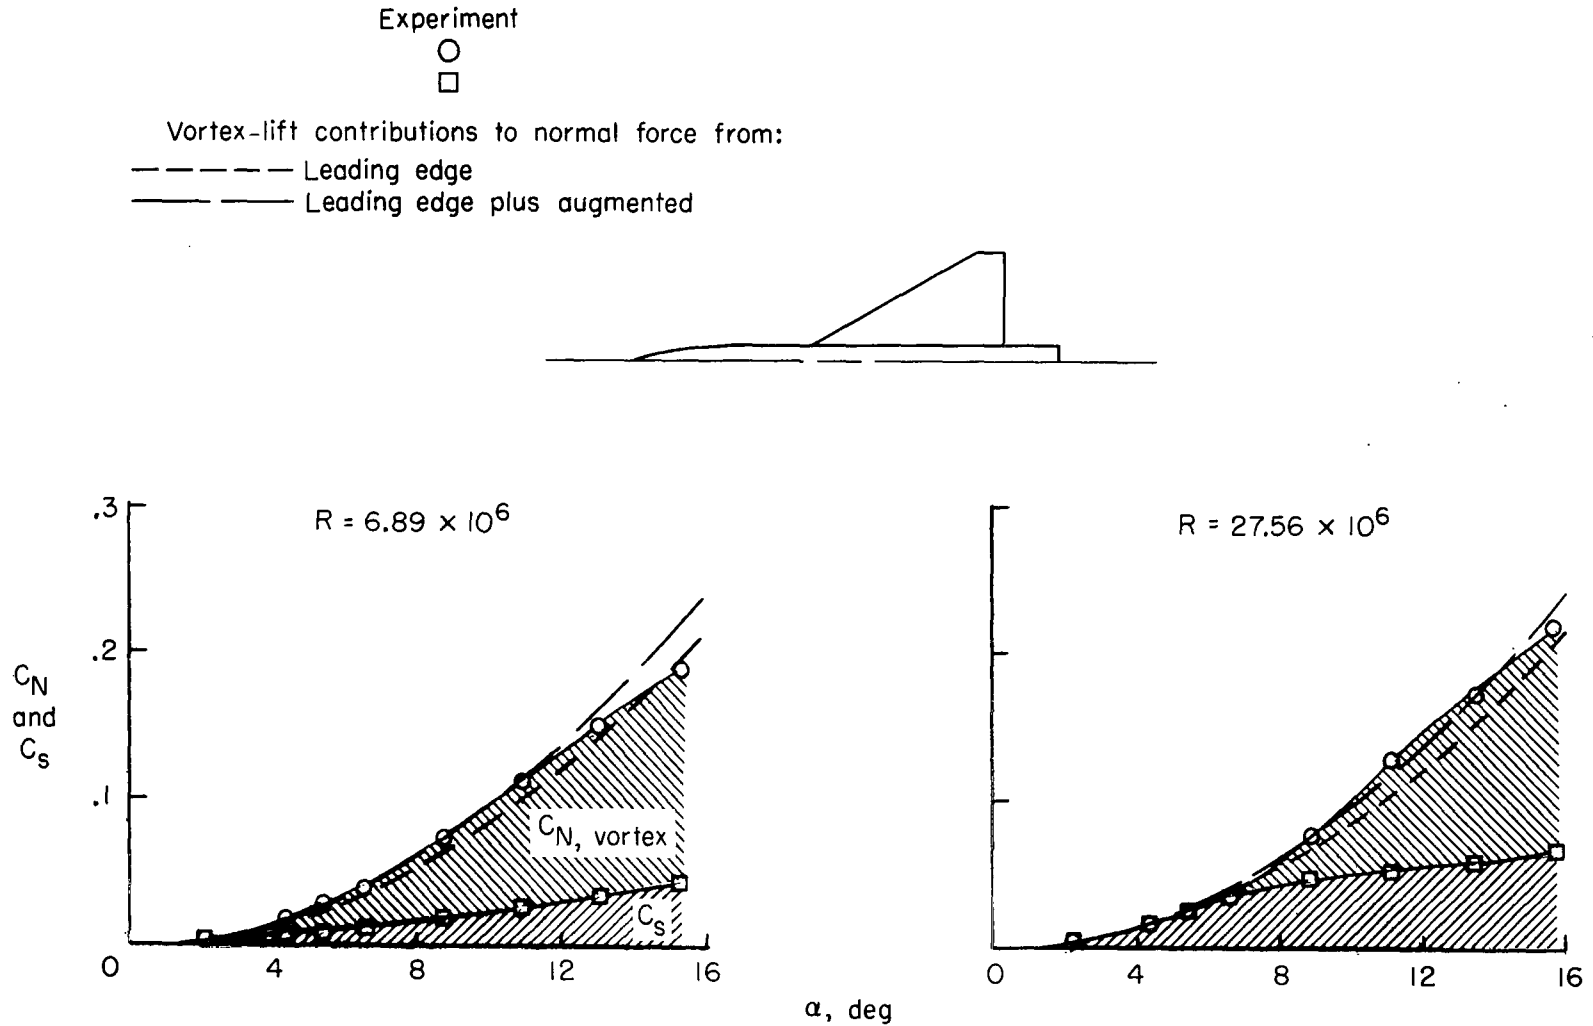 Experiment
Vortex-lift contributions to normal force from:
Leading edge
Leading edge plus augmented
R = 6.89 × 10⁶
R = 27.56 × 10⁶
.3
.2
.1
C_N
and
C_s
C_N, vortex
C_s
0 4 8 12 16
0 4 8 12 16
α, deg